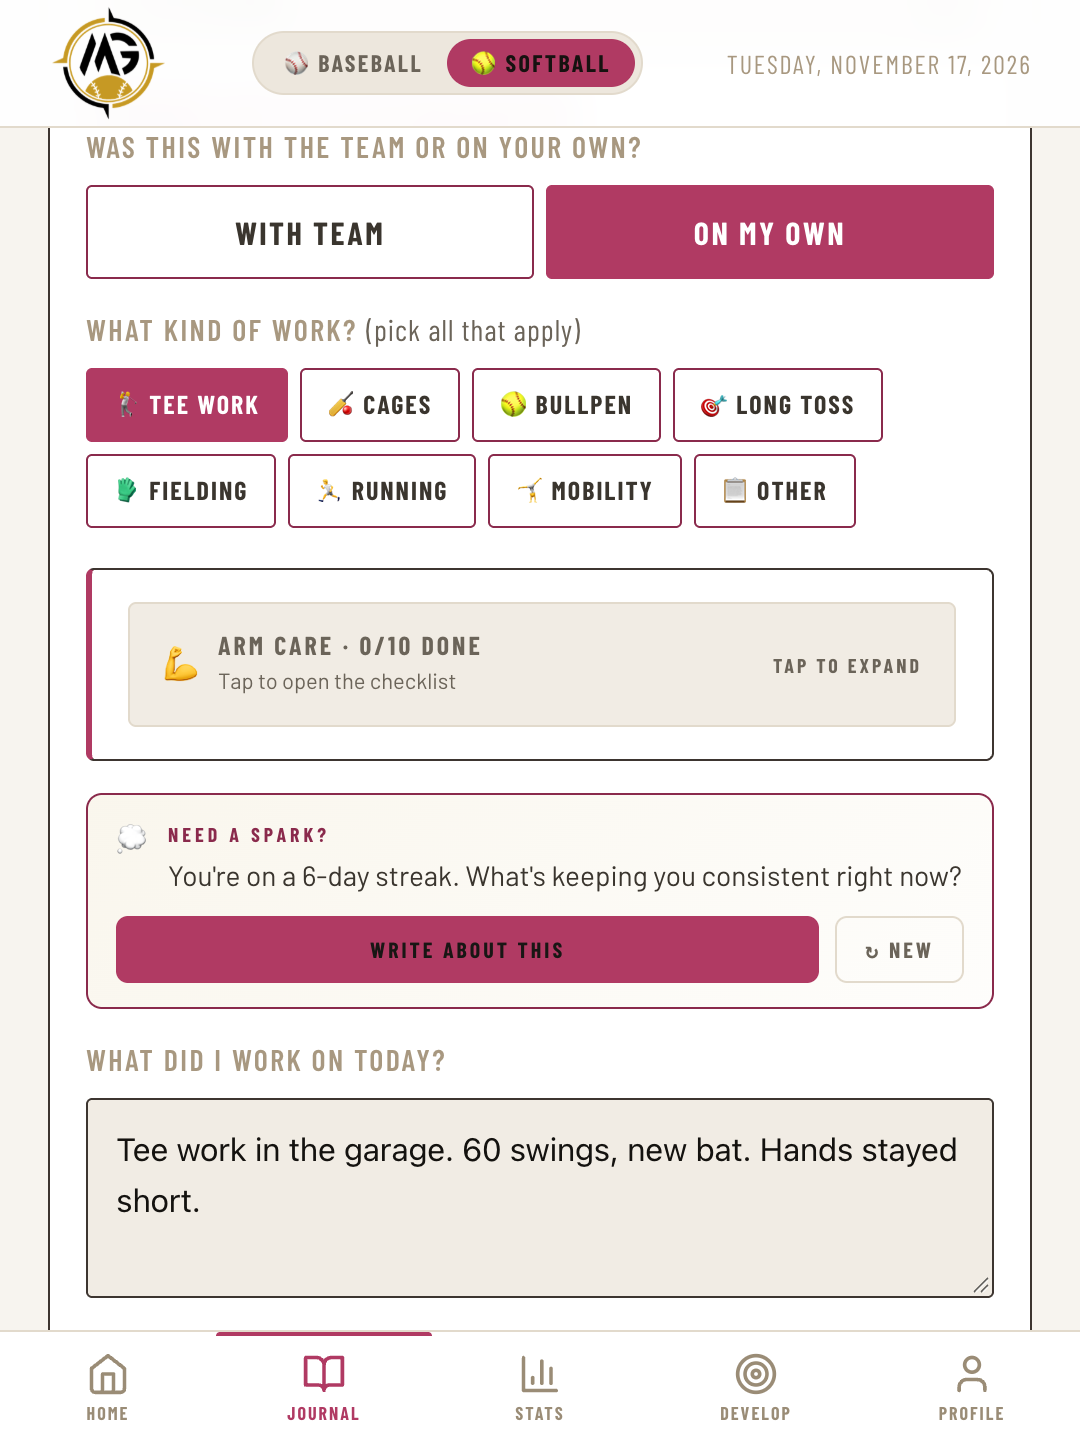 MG
BASEBALL
SOFTBALL
TUESDAY, NOVEMBER 17, 2026
WAS THIS WITH THE TEAM OR ON YOUR OWN?
WITH TEAM
ON MY OWN
WHAT KIND OF WORK? (pick all that apply)
TEE WORK
CAGES
BULLPEN
LONG TOSS
FIELDING
RUNNING
MOBILITY
OTHER
ARM CARE · 0/10 DONE
Tap to open the checklist
TAP TO EXPAND
NEED A SPARK?
You're on a 6-day streak. What's keeping you consistent right now?
WRITE ABOUT THIS
↻ NEW
WHAT DID I WORK ON TODAY?
Tee work in the garage. 60 swings, new bat. Hands stayed
short.
HOME
JOURNAL
STATS
DEVELOP
PROFILE